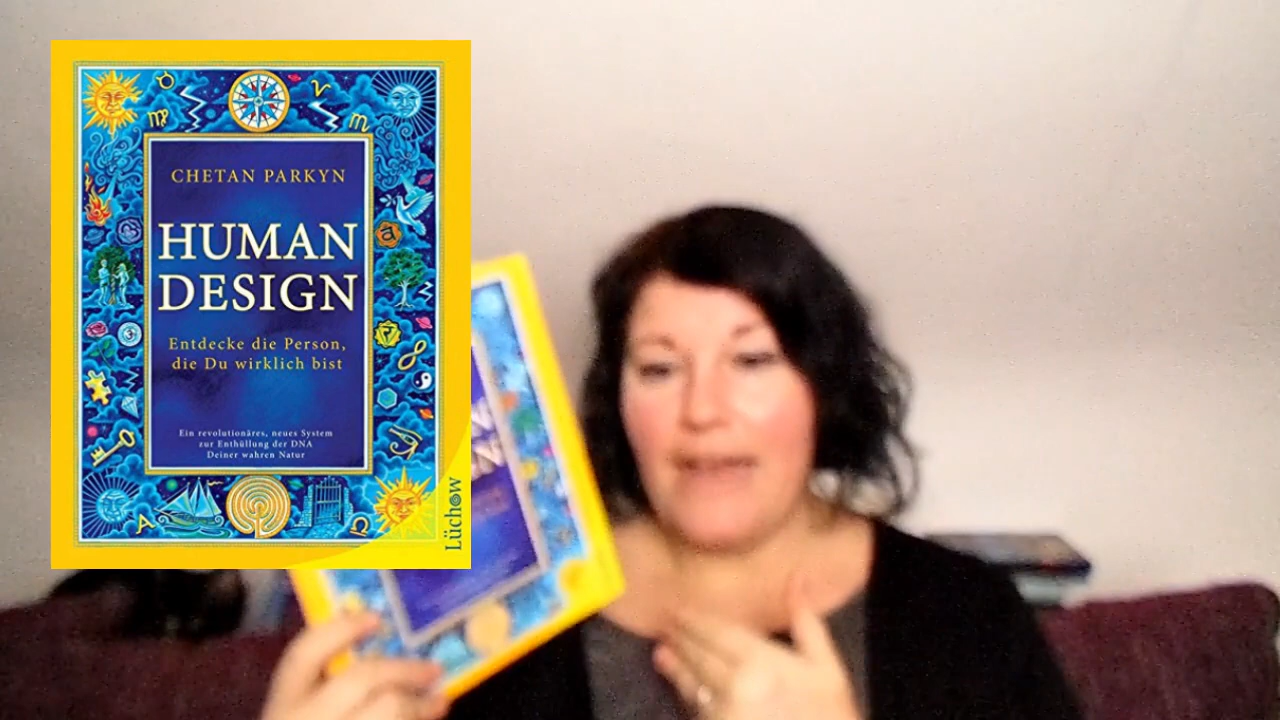 CHETAN PARKYN
HUMAN
DESIGN
Entdecke die Person,
die Du wirklich bist
Ein revolutionäres, neues System
zur Enthüllung der DNA
Deiner wahren Natur
Lüchow